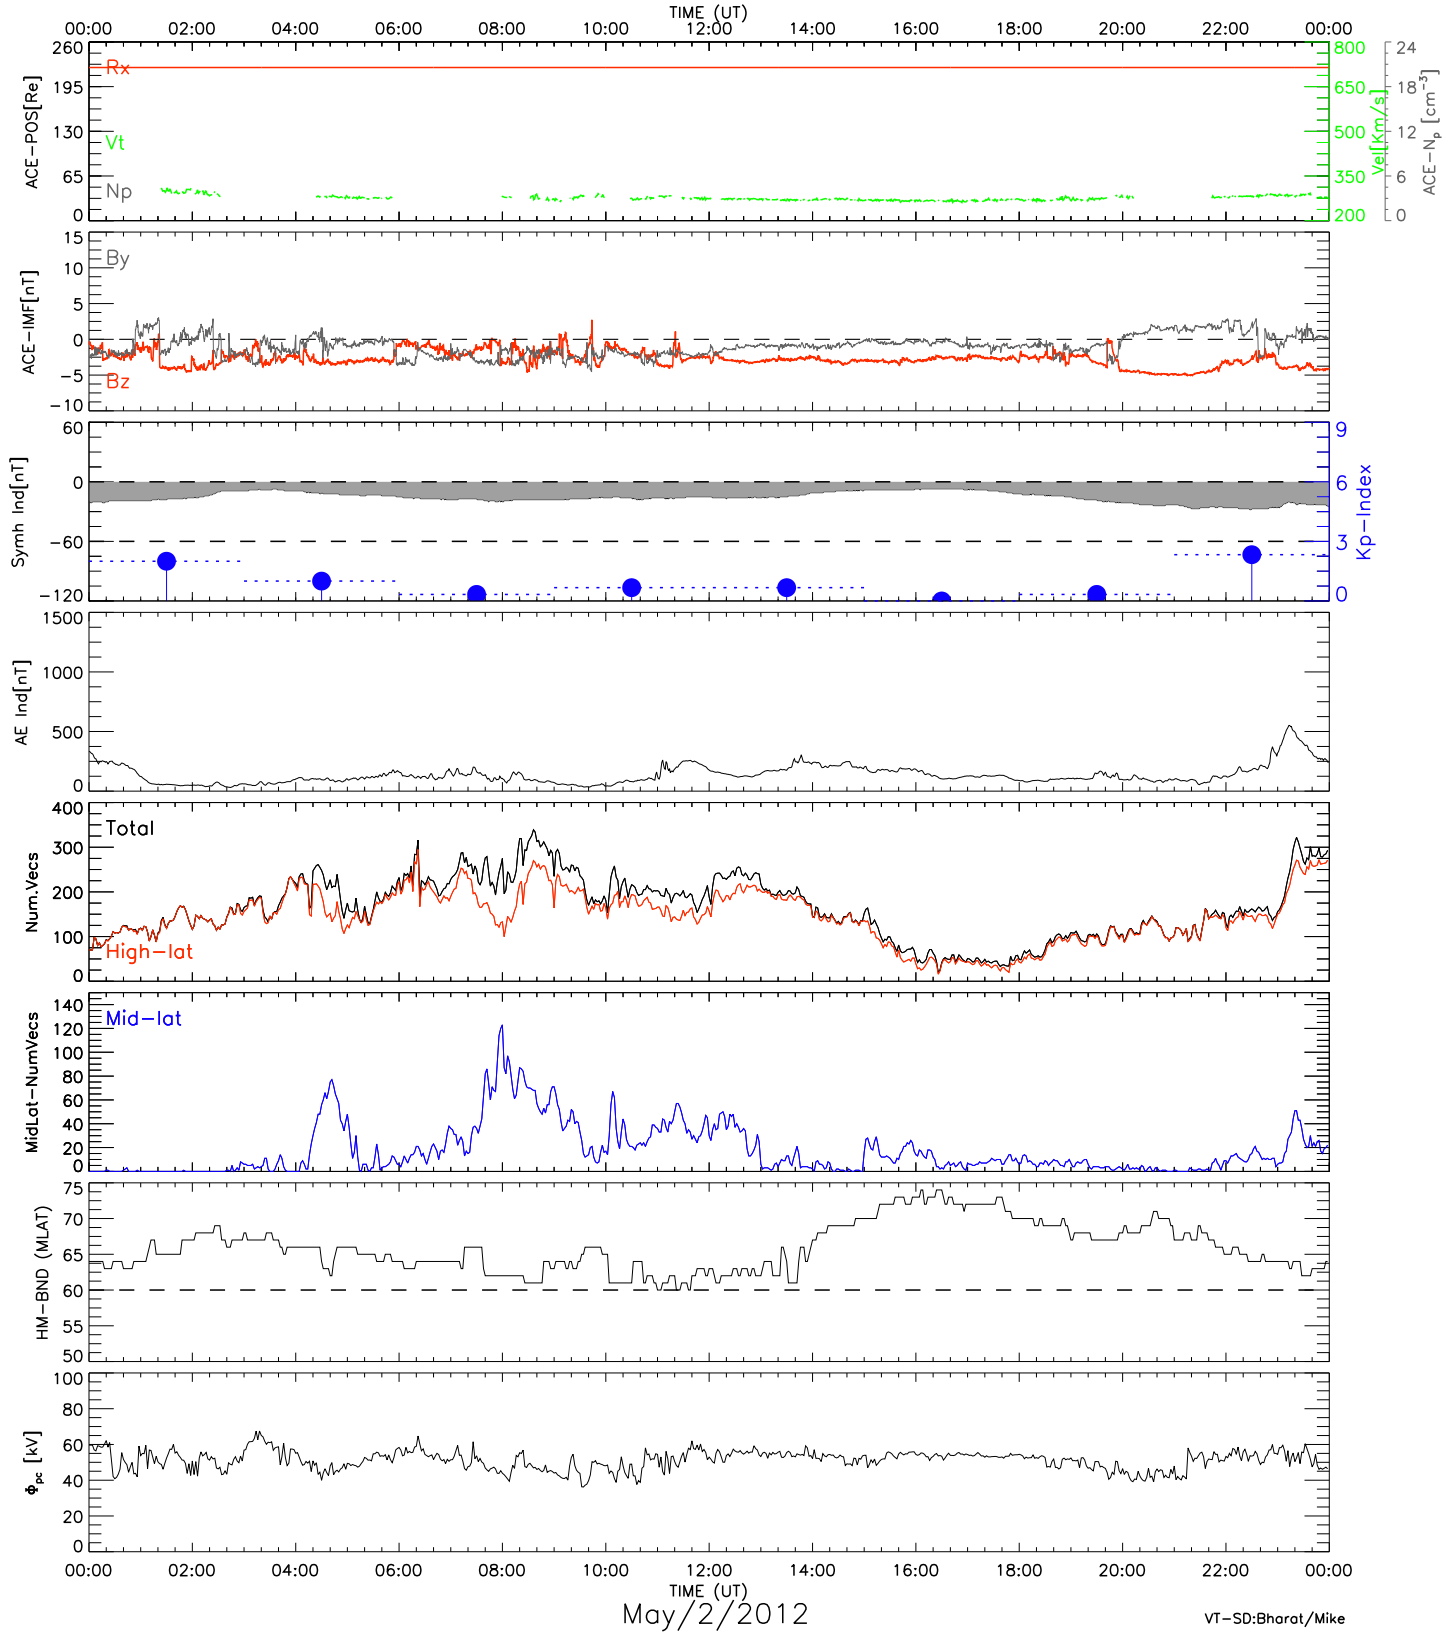 TIME (UT)
00:00 02:00 04:00 06:00 08:00 10:00 12:00 14:00 16:00 18:00 20:00 22:00 00:00
ACE-POS[Re]
260
195
130
65
0
Rx
Vt
Np
800
650
500
350
200
Vel[Km/s]
24
18
12
6
0
ACE-Np [cm⁻³]
ACE-IMF[nT]
15
10
5
0
-5
-10
By
Bz
Symh Ind[nT]
60
0
-60
-120
9
6
3
0
Kp-Index
AE Ind[nT]
1500
1000
500
0
Num.Vecs
400
300
200
100
0
Total
High-lat
MidLat-NumVecs
140
120
100
80
60
40
20
0
Mid-lat
HM-BND (MLAT)
75
70
65
60
55
50
Φpc [kV]
100
80
60
40
20
0
00:00 02:00 04:00 06:00 08:00 10:00 12:00 14:00 16:00 18:00 20:00 22:00 00:00
TIME (UT)
May/2/2012
VT-SD:Bharat/Mike